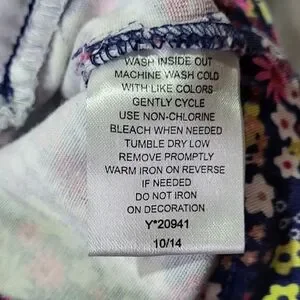 WASH INSIDE OUT
MACHINE WASH COLD
WITH LIKE COLORS
GENTLY CYCLE
USE NON-CHLORINE
BLEACH WHEN NEEDED
TUMBLE DRY LOW
REMOVE PROMPTLY
WARM IRON ON REVERSE
IF NEEDED
DO NOT IRON
ON DECORATION
Y*20941
10/14